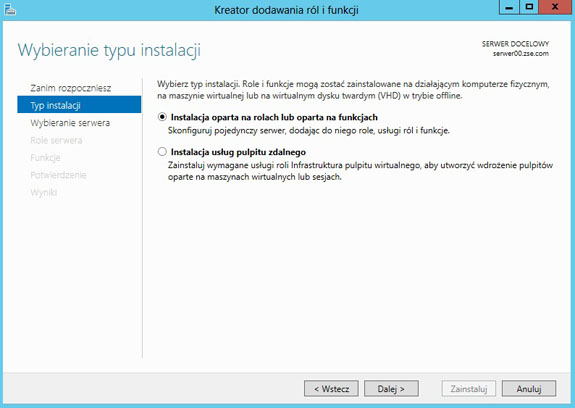 Kreator dodawania ról i funkcji
Wybieranie typu instalacji
SERWER DOCELOWY
serwer00.zse.com
Zanim rozpoczniesz
Typ instalacji
Wybieranie serwera
Role serwera
Funkcje
Potwierdzenie
Wyniki
Wybierz typ instalacji. Role i funkcje mogą zostać zainstalowane na działającym komputerze fizycznym,
na maszynie wirtualnej lub na wirtualnym dysku twardym (VHD) w trybie offline.
Instalacja oparta na rolach lub oparta na funkcjach
Skonfiguruj pojedynczy serwer, dodając do niego role, usługi ról i funkcje.
Instalacja usług pulpitu zdalnego
Zainstaluj wymagane usługi roli Infrastruktura pulpitu wirtualnego, aby utworzyć wdrożenie pulpitów
oparte na maszynach wirtualnych lub sesjach.
< Wstecz
Dalej >
Zainstaluj
Anuluj